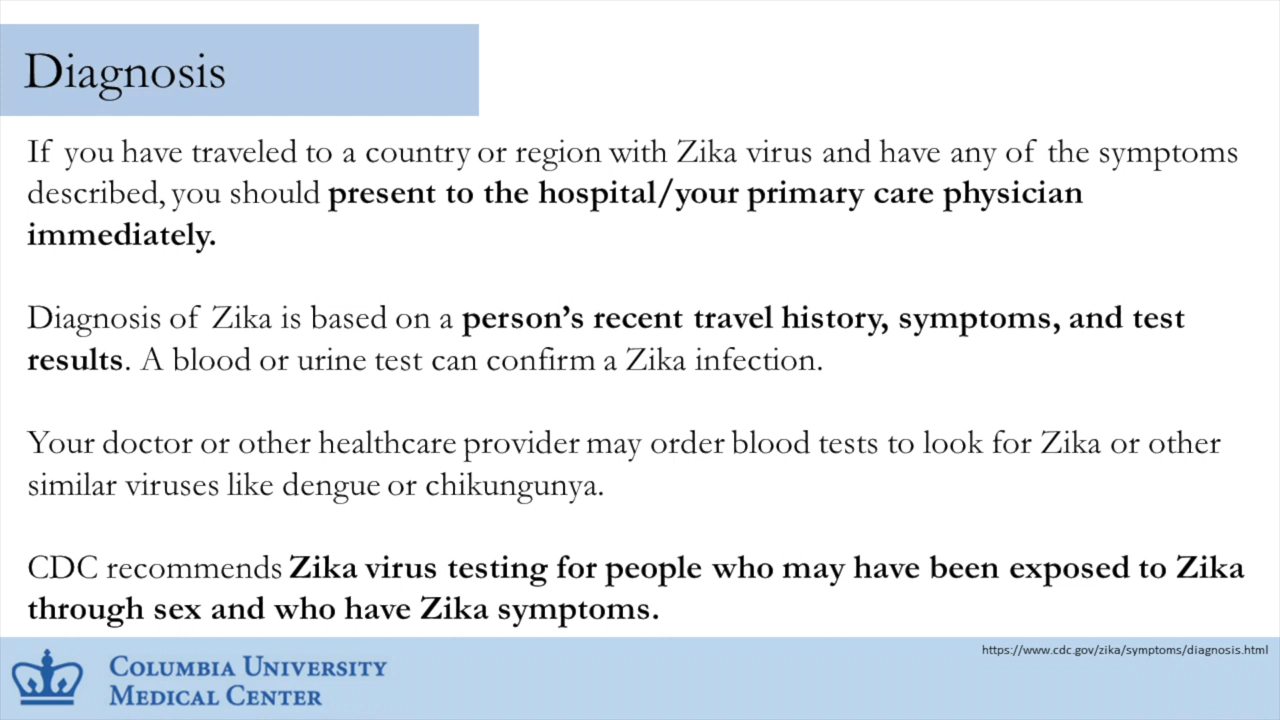 Diagnosis
If you have traveled to a country or region with Zika virus and have any of the symptoms
described, you should present to the hospital/your primary care physician
immediately.
Diagnosis of Zika is based on a person’s recent travel history, symptoms, and test
results. A blood or urine test can confirm a Zika infection.
Your doctor or other healthcare provider may order blood tests to look for Zika or other
similar viruses like dengue or chikungunya.
CDC recommends Zika virus testing for people who may have been exposed to Zika
through sex and who have Zika symptoms.
https://www.cdc.gov/zika/symptoms/diagnosis.html
COLUMBIA UNIVERSITY
MEDICAL CENTER